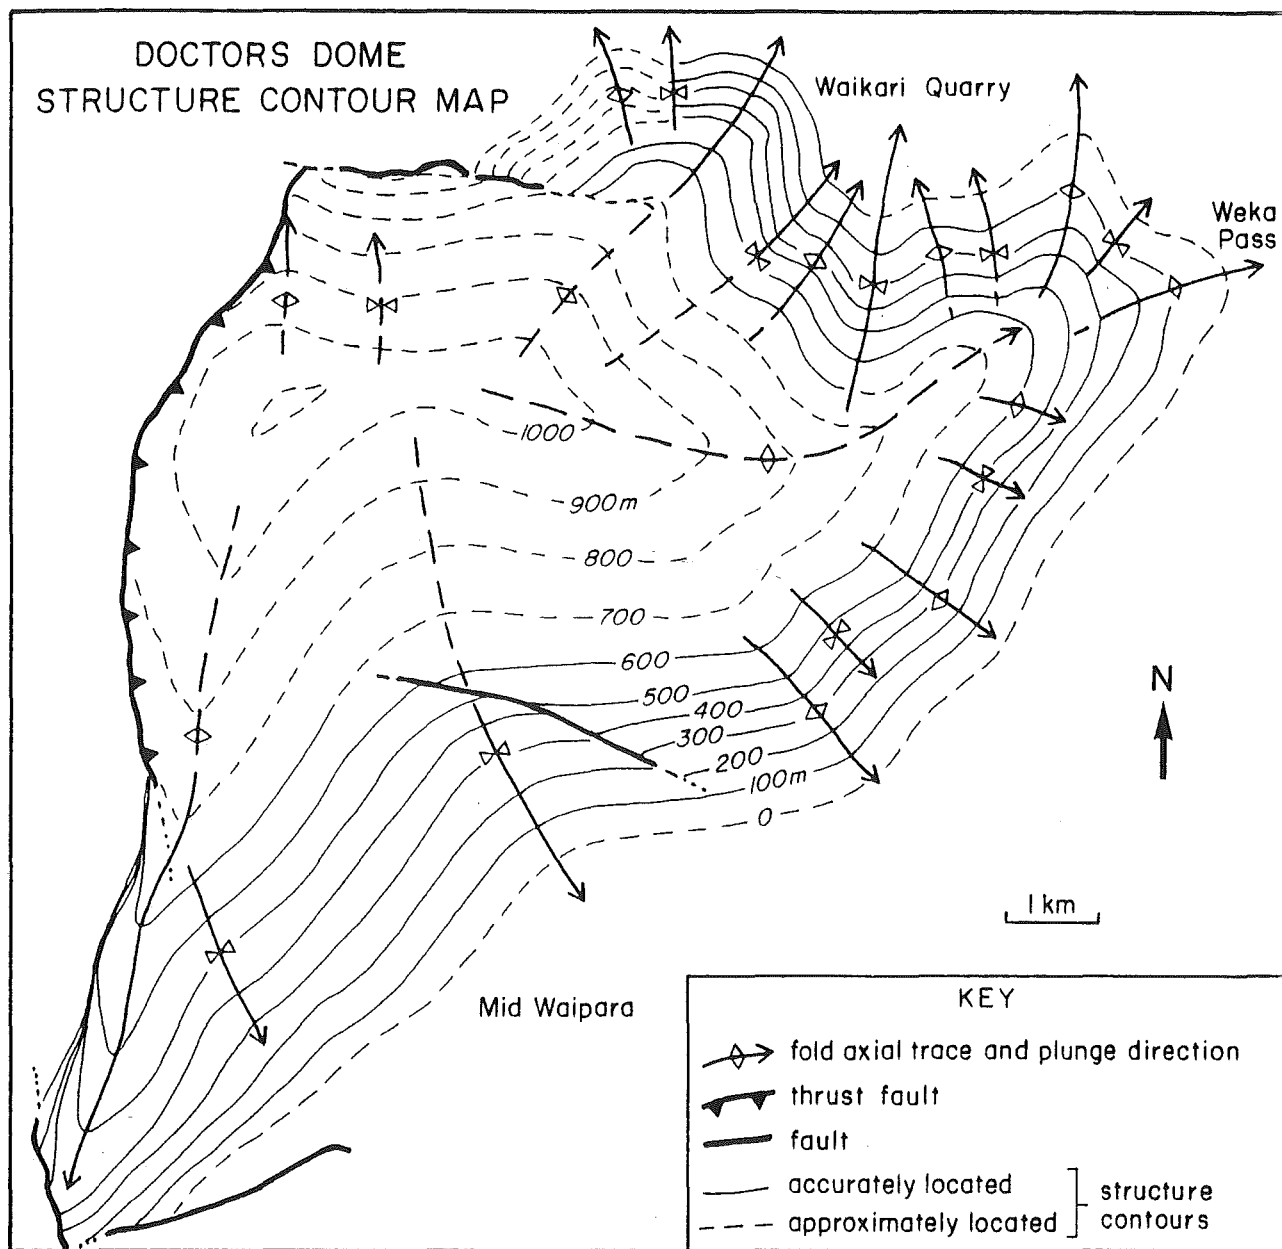 DOCTORS DOME
STRUCTURE CONTOUR MAP
Waikari Quarry
Weka
Pass
1000
900m
800
700
600
500
400
300
200
100m
0
N
1 km
Mid Waipara
KEY
fold axial trace and plunge direction
thrust fault
fault
accurately located
approximately located
structure
contours